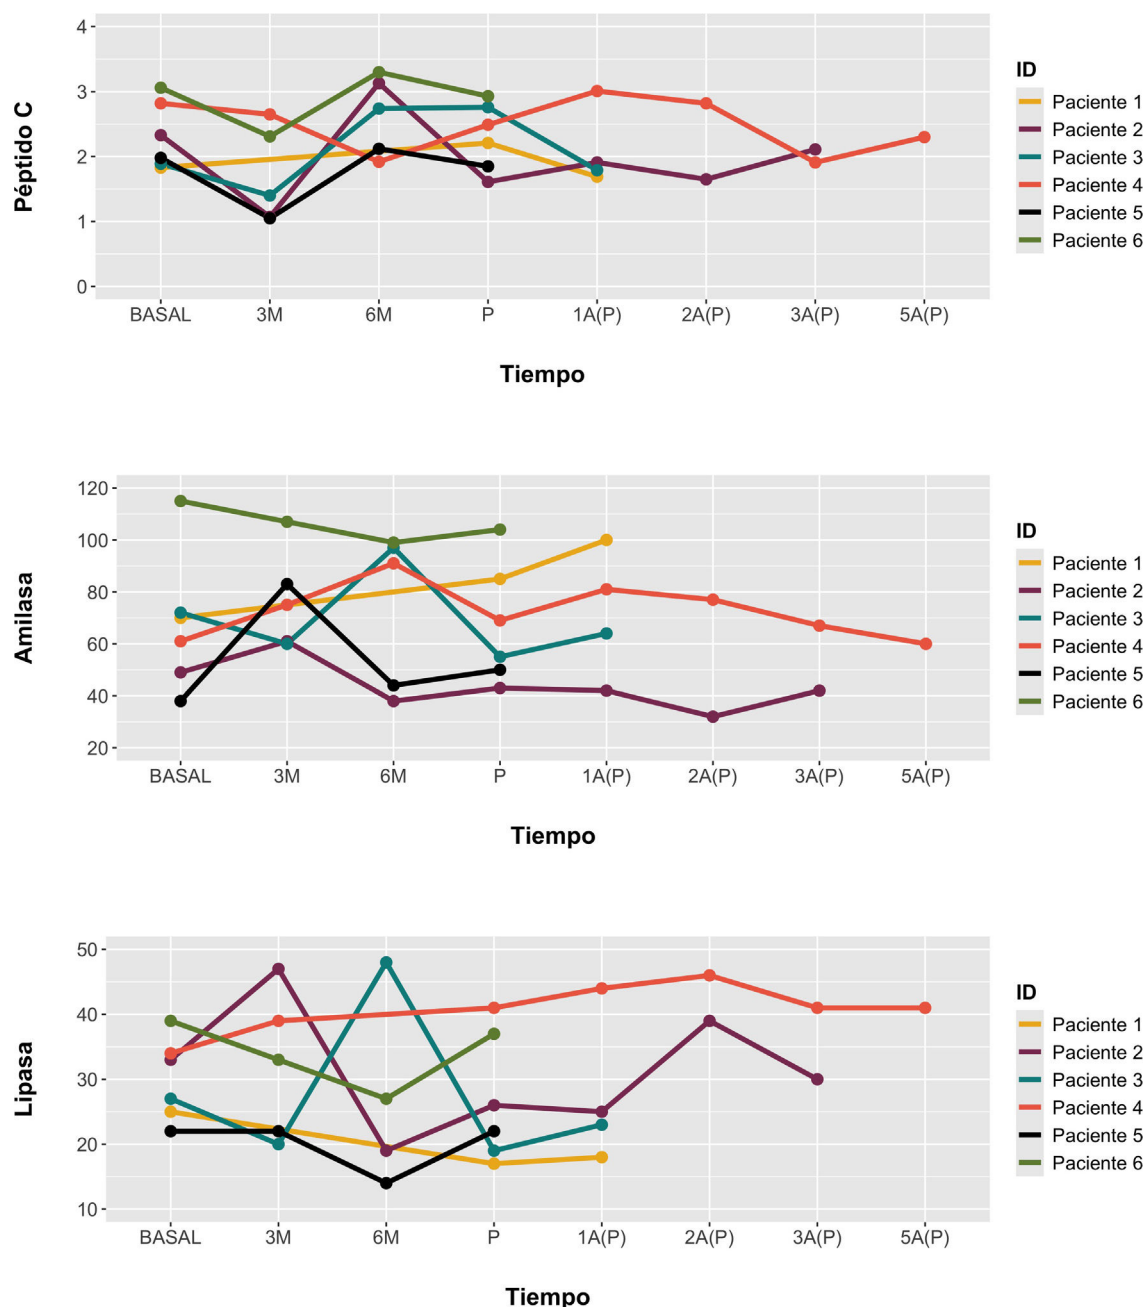 Péptido C
4
3
2
1
0
BASAL 3M 6M P 1A(P) 2A(P) 3A(P) 5A(P)
Tiempo
ID
Paciente 1
Paciente 2
Paciente 3
Paciente 4
Paciente 5
Paciente 6
Amilasa
120
100
80
60
40
20
BASAL 3M 6M P 1A(P) 2A(P) 3A(P) 5A(P)
Tiempo
ID
Paciente 1
Paciente 2
Paciente 3
Paciente 4
Paciente 5
Paciente 6
Lipasa
50
40
30
20
10
BASAL 3M 6M P 1A(P) 2A(P) 3A(P) 5A(P)
Tiempo
ID
Paciente 1
Paciente 2
Paciente 3
Paciente 4
Paciente 5
Paciente 6